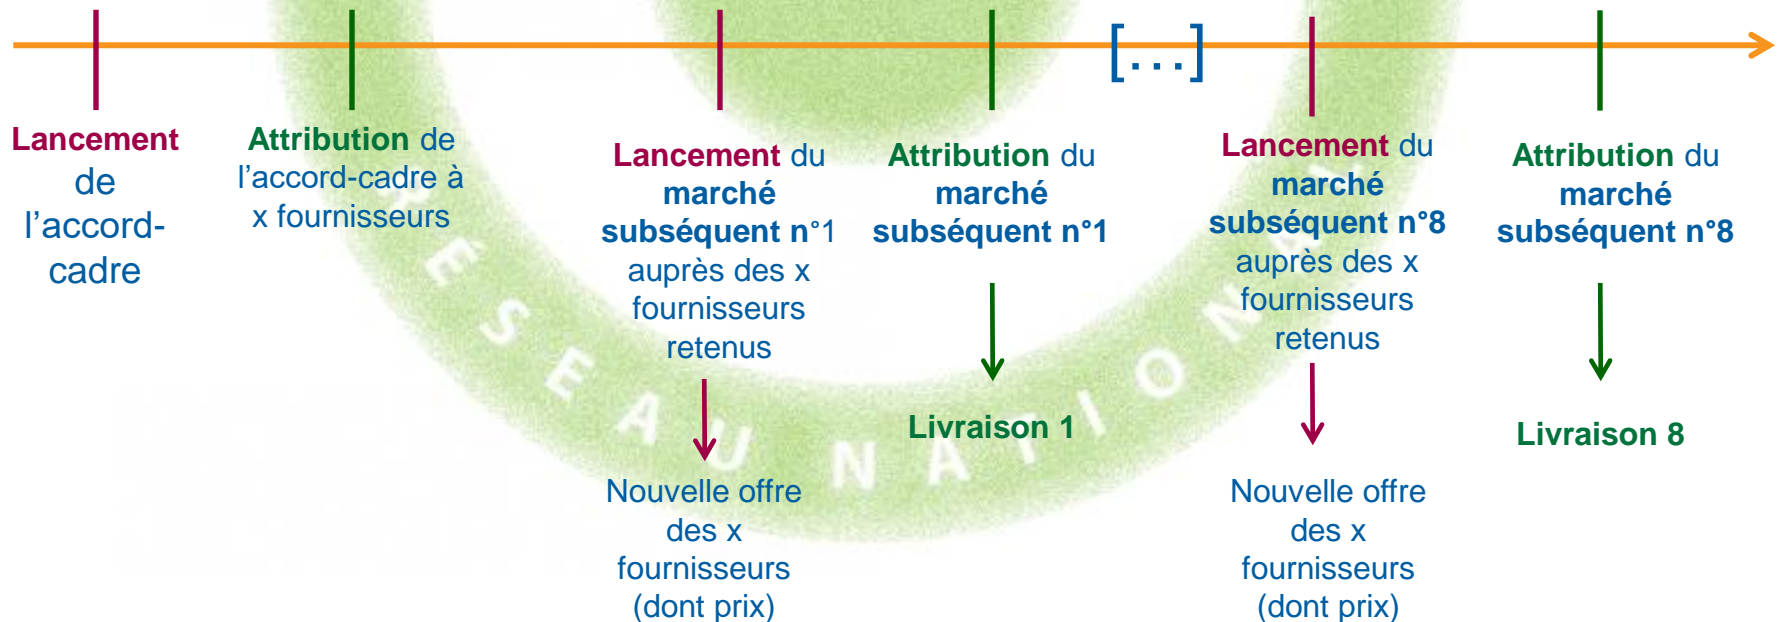 [...]
Lancement
de
l'accord-
cadre
Attribution de
l'accord-cadre à
x fournisseurs
Lancement du
marché
subséquent n°1
auprès des x
fournisseurs
retenus
Nouvelle offre
des x
fournisseurs
(dont prix)
Attribution du
marché
subséquent n°1
Livraison 1
Lancement du
marché
subséquent n°8
auprès des x
fournisseurs
retenus
Nouvelle offre
des x
fournisseurs
(dont prix)
Attribution du
marché
subséquent n°8
Livraison 8
RÉSEAU NATIONAL